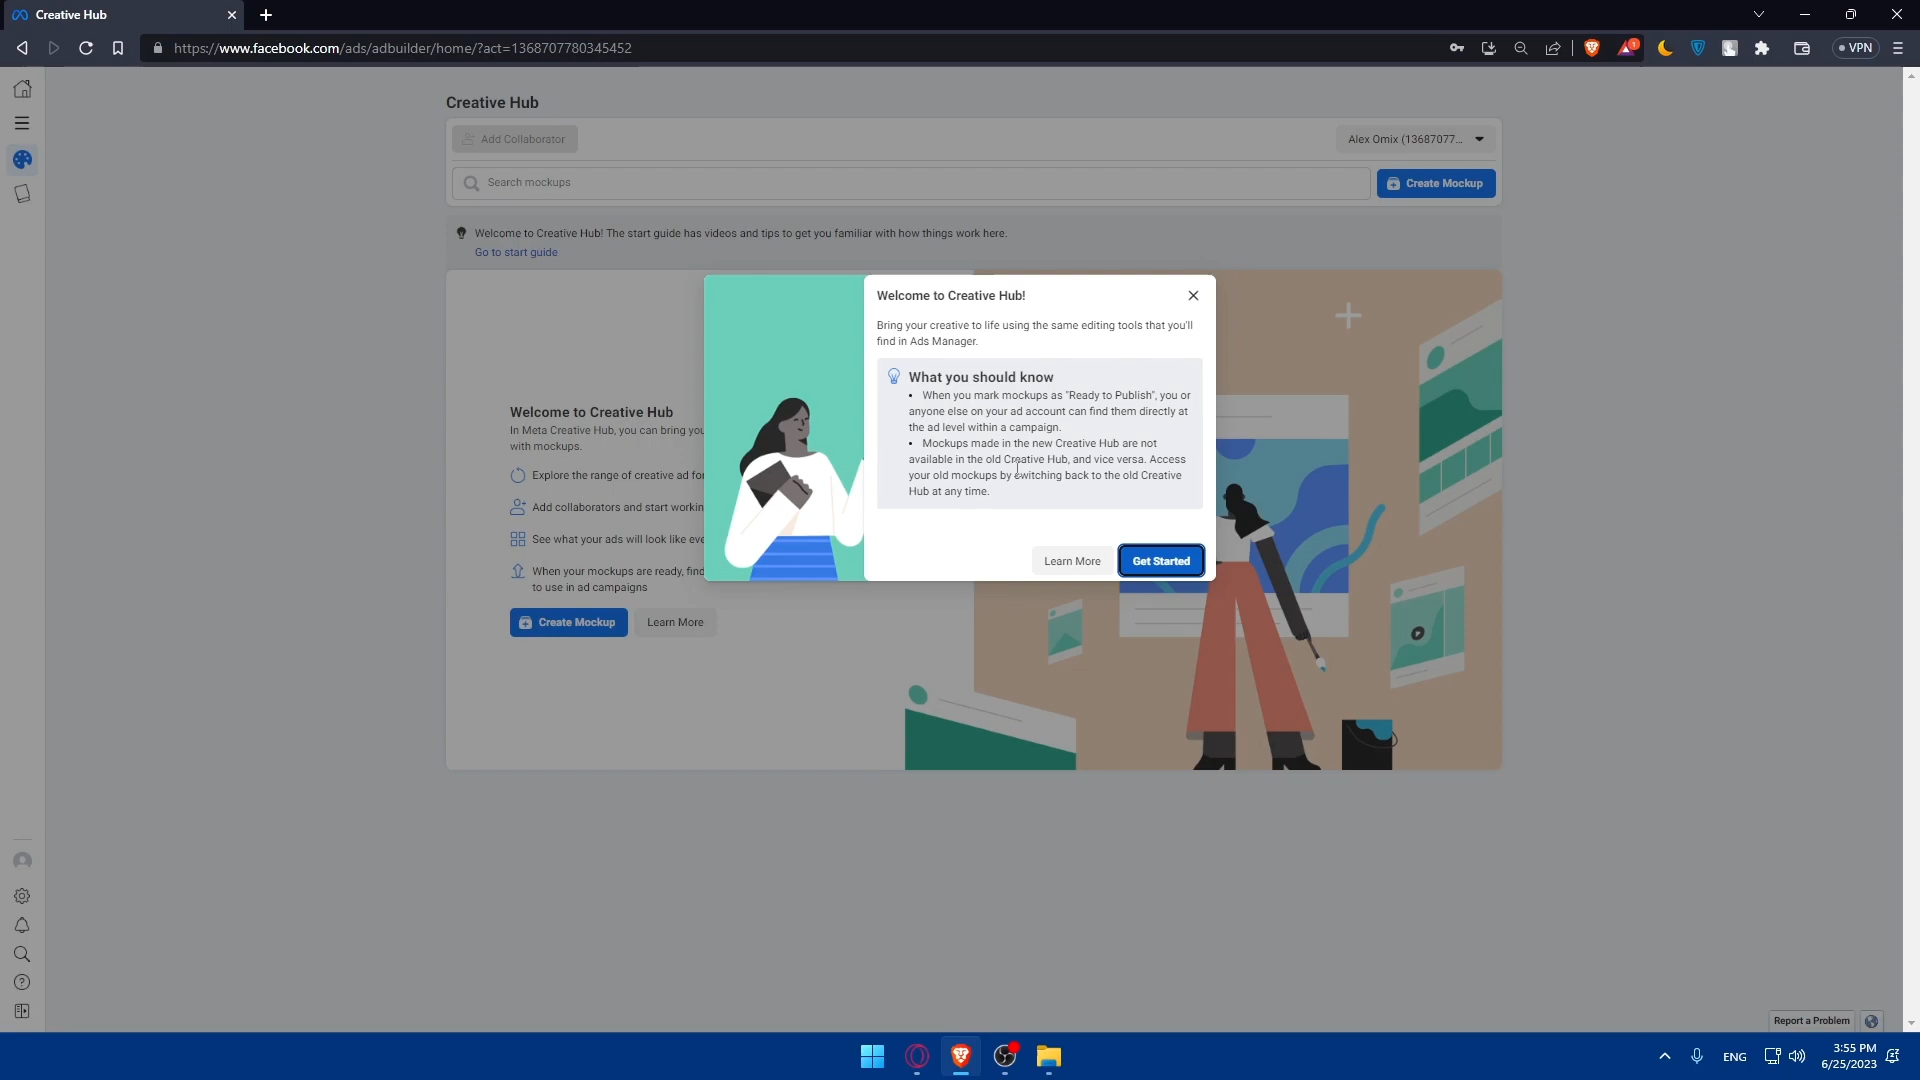 Creative Hub
https://www.facebook.com/ads/adbuilder/home/?act=1368707780345452
1
VPN
Creative Hub
Add Collaborator
Alex Omix (13687077...
Search mockups
Create Mockup
Welcome to Creative Hub! The start guide has videos and tips to get you familiar with how things work here.
Go to start guide
Welcome to Creative Hub!
Bring your creative to life using the same editing tools that you'll
find in Ads Manager.
What you should know
• When you mark mockups as "Ready to Publish", you or
anyone else on your ad account can find them directly at
the ad level within a campaign.
• Mockups made in the new Creative Hub are not
available in the old Creative Hub, and vice versa. Access
your old mockups by switching back to the old Creative
Hub at any time.
Learn More
Get Started
Welcome to Creative Hub
In Meta Creative Hub, you can bring you
with mockups.
Explore the range of creative ad for
Add collaborators and start workin
See what your ads will look like eve
When your mockups are ready, find
to use in ad campaigns
Create Mockup
Learn More
Report a Problem
ENG
3:55 PM
6/25/2023